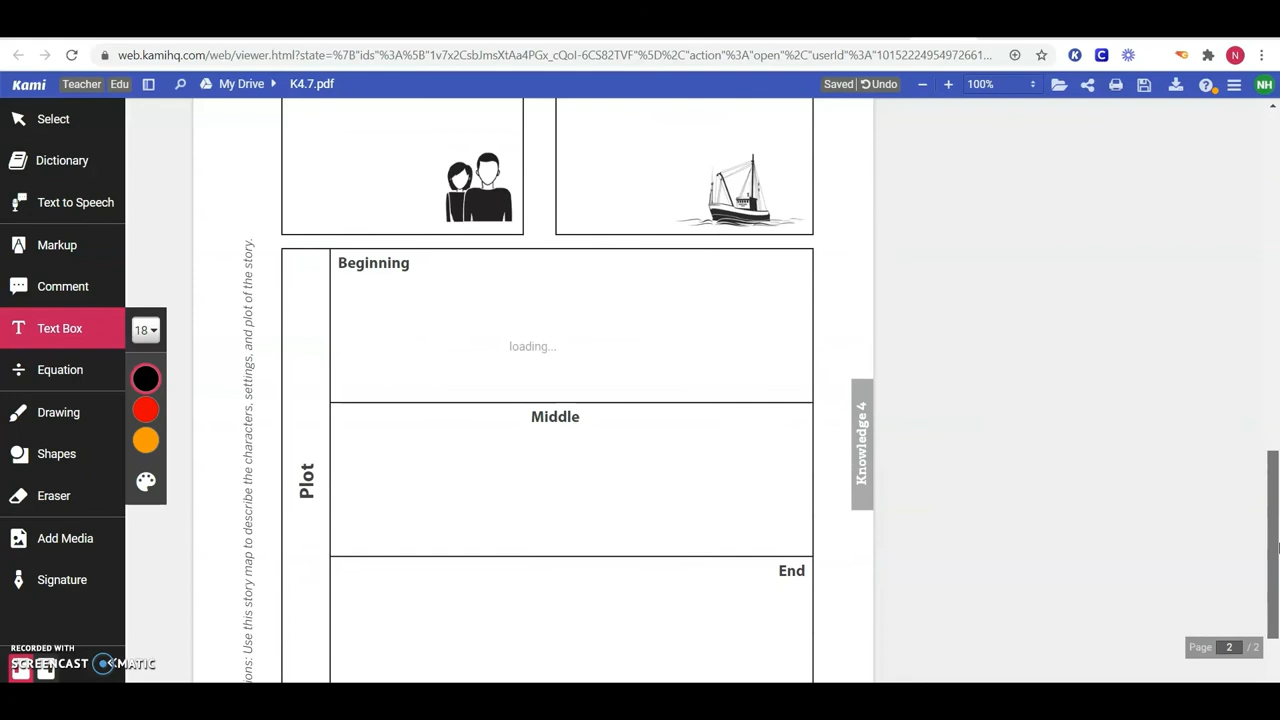 web.kamihq.com/web/viewer.html?state=%7B"ids"%3A%5B"1v7x2CsbJmsXtAa4PGx_cQoI-6CS82TVF"%5D%2C"action"%3A"open"%2C"userId"%3A"10152224954972661...
N
Kami Teacher Edu My Drive K4.7.pdf Saved Undo 100% NH
Select
Dictionary
Text to Speech
Markup
Comment
Text Box
18
Equation
Drawing
Shapes
Eraser
Add Media
Signature
RECORDED WITH
SCREENCAST MATIC
ions: Use this story map to describe the characters, settings, and plot of the story.
Plot
Beginning
loading...
Middle
End
Knowledge 4
Page 2 / 2